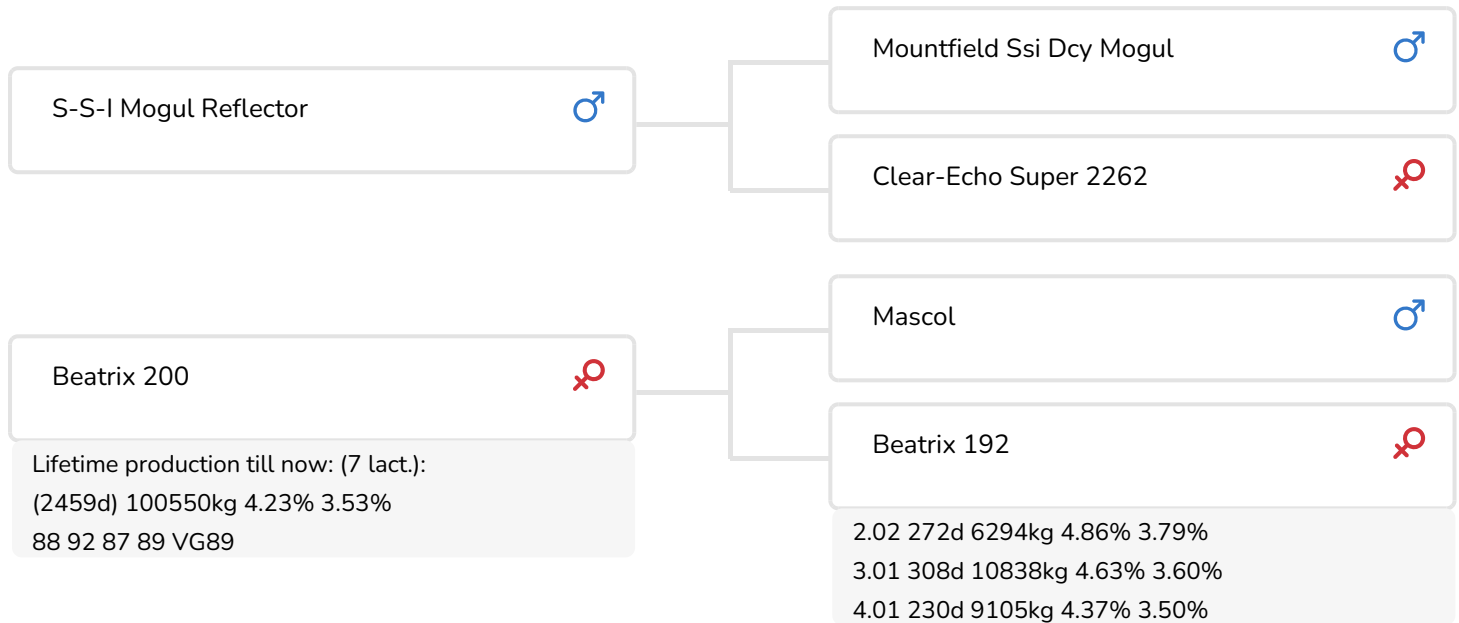 S-S-I Mogul Reflector
Mountfield Ssi Dcy Mogul
Clear-Echo Super 2262
Beatrix 200
Lifetime production till now: (7 lact.):
(2459d) 100550kg 4.23% 3.53%
88 92 87 89 VG89
Mascol
Beatrix 192
2.02 272d 6294kg 4.86% 3.79%
3.01 308d 10838kg 4.63% 3.60%
4.01 230d 9105kg 4.37% 3.50%